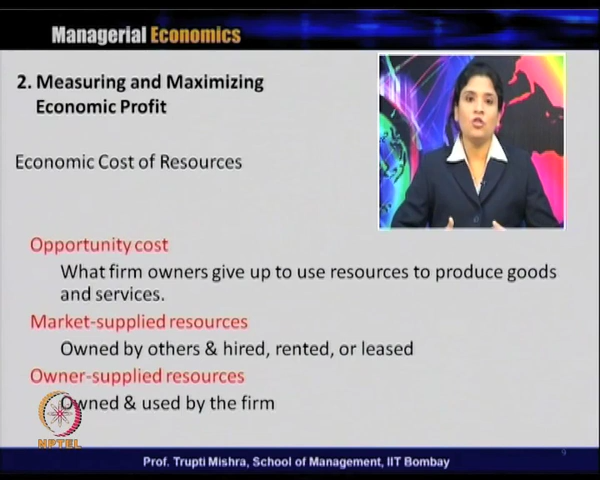 Managerial Economics
2. Measuring and Maximizing
Economic Profit
Economic Cost of Resources
Opportunity cost
What firm owners give up to use resources to produce goods
and services.
Market-supplied resources
Owned by others & hired, rented, or leased
Owner-supplied resources
Owned & used by the firm
NPTEL
9
Prof. Trupti Mishra, School of Management, IIT Bombay